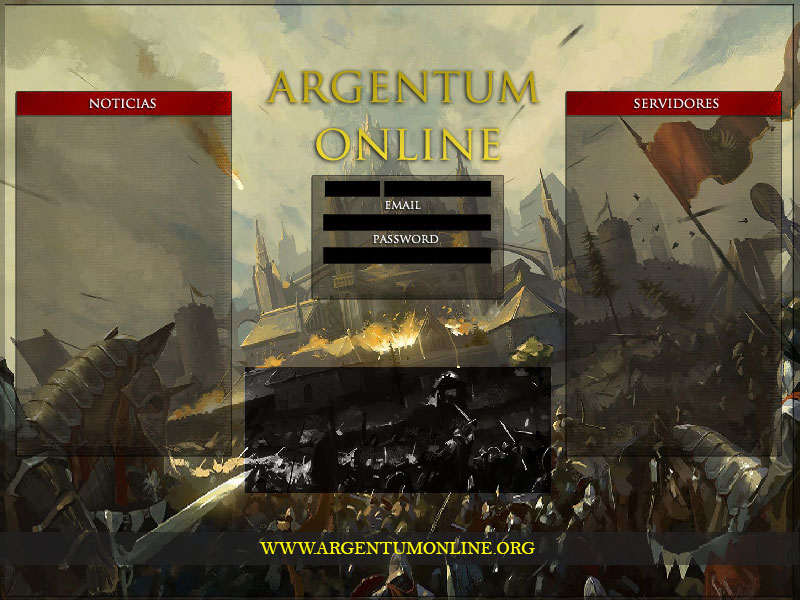 ARGENTUM
ONLINE
NOTICIAS
SERVIDORES
EMAIL
PASSWORD
WWW.ARGENTUMONLINE.ORG